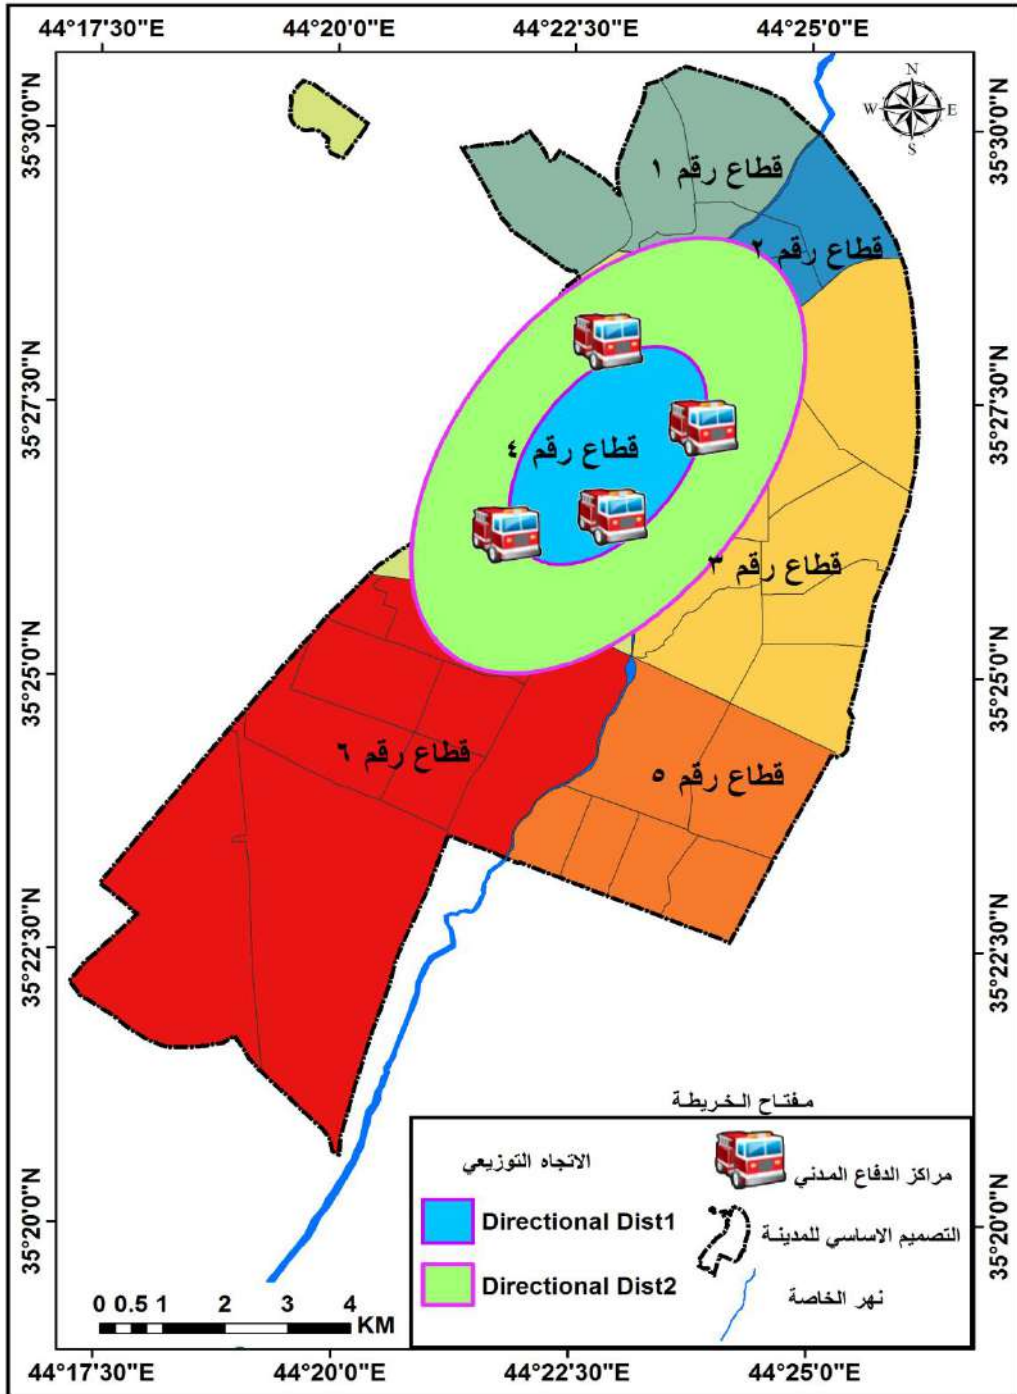 44°17'30"E 44°20'0"E 44°22'30"E 44°25'0"E
35°30'0"N
35°30'0"N
N
W E
S
قطاع رقم ١
قطاع رقم ٢
35°27'30"N
35°27'30"N
قطاع رقم ٤
قطاع رقم ٣
35°25'0"N
35°25'0"N
قطاع رقم ٦
قطاع رقم ٥
35°22'30"N
35°22'30"N
مفتاح الخريطة
الاتجاه التوزيعي
مراكز الدفاع المدني
Directional Dist1
التصميم الاساسي للمدينة
Directional Dist2
نهر الخاصة
35°20'0"N
35°20'0"N
0 0.5 1 2 3 4
KM
44°17'30"E 44°20'0"E 44°22'30"E 44°25'0"E